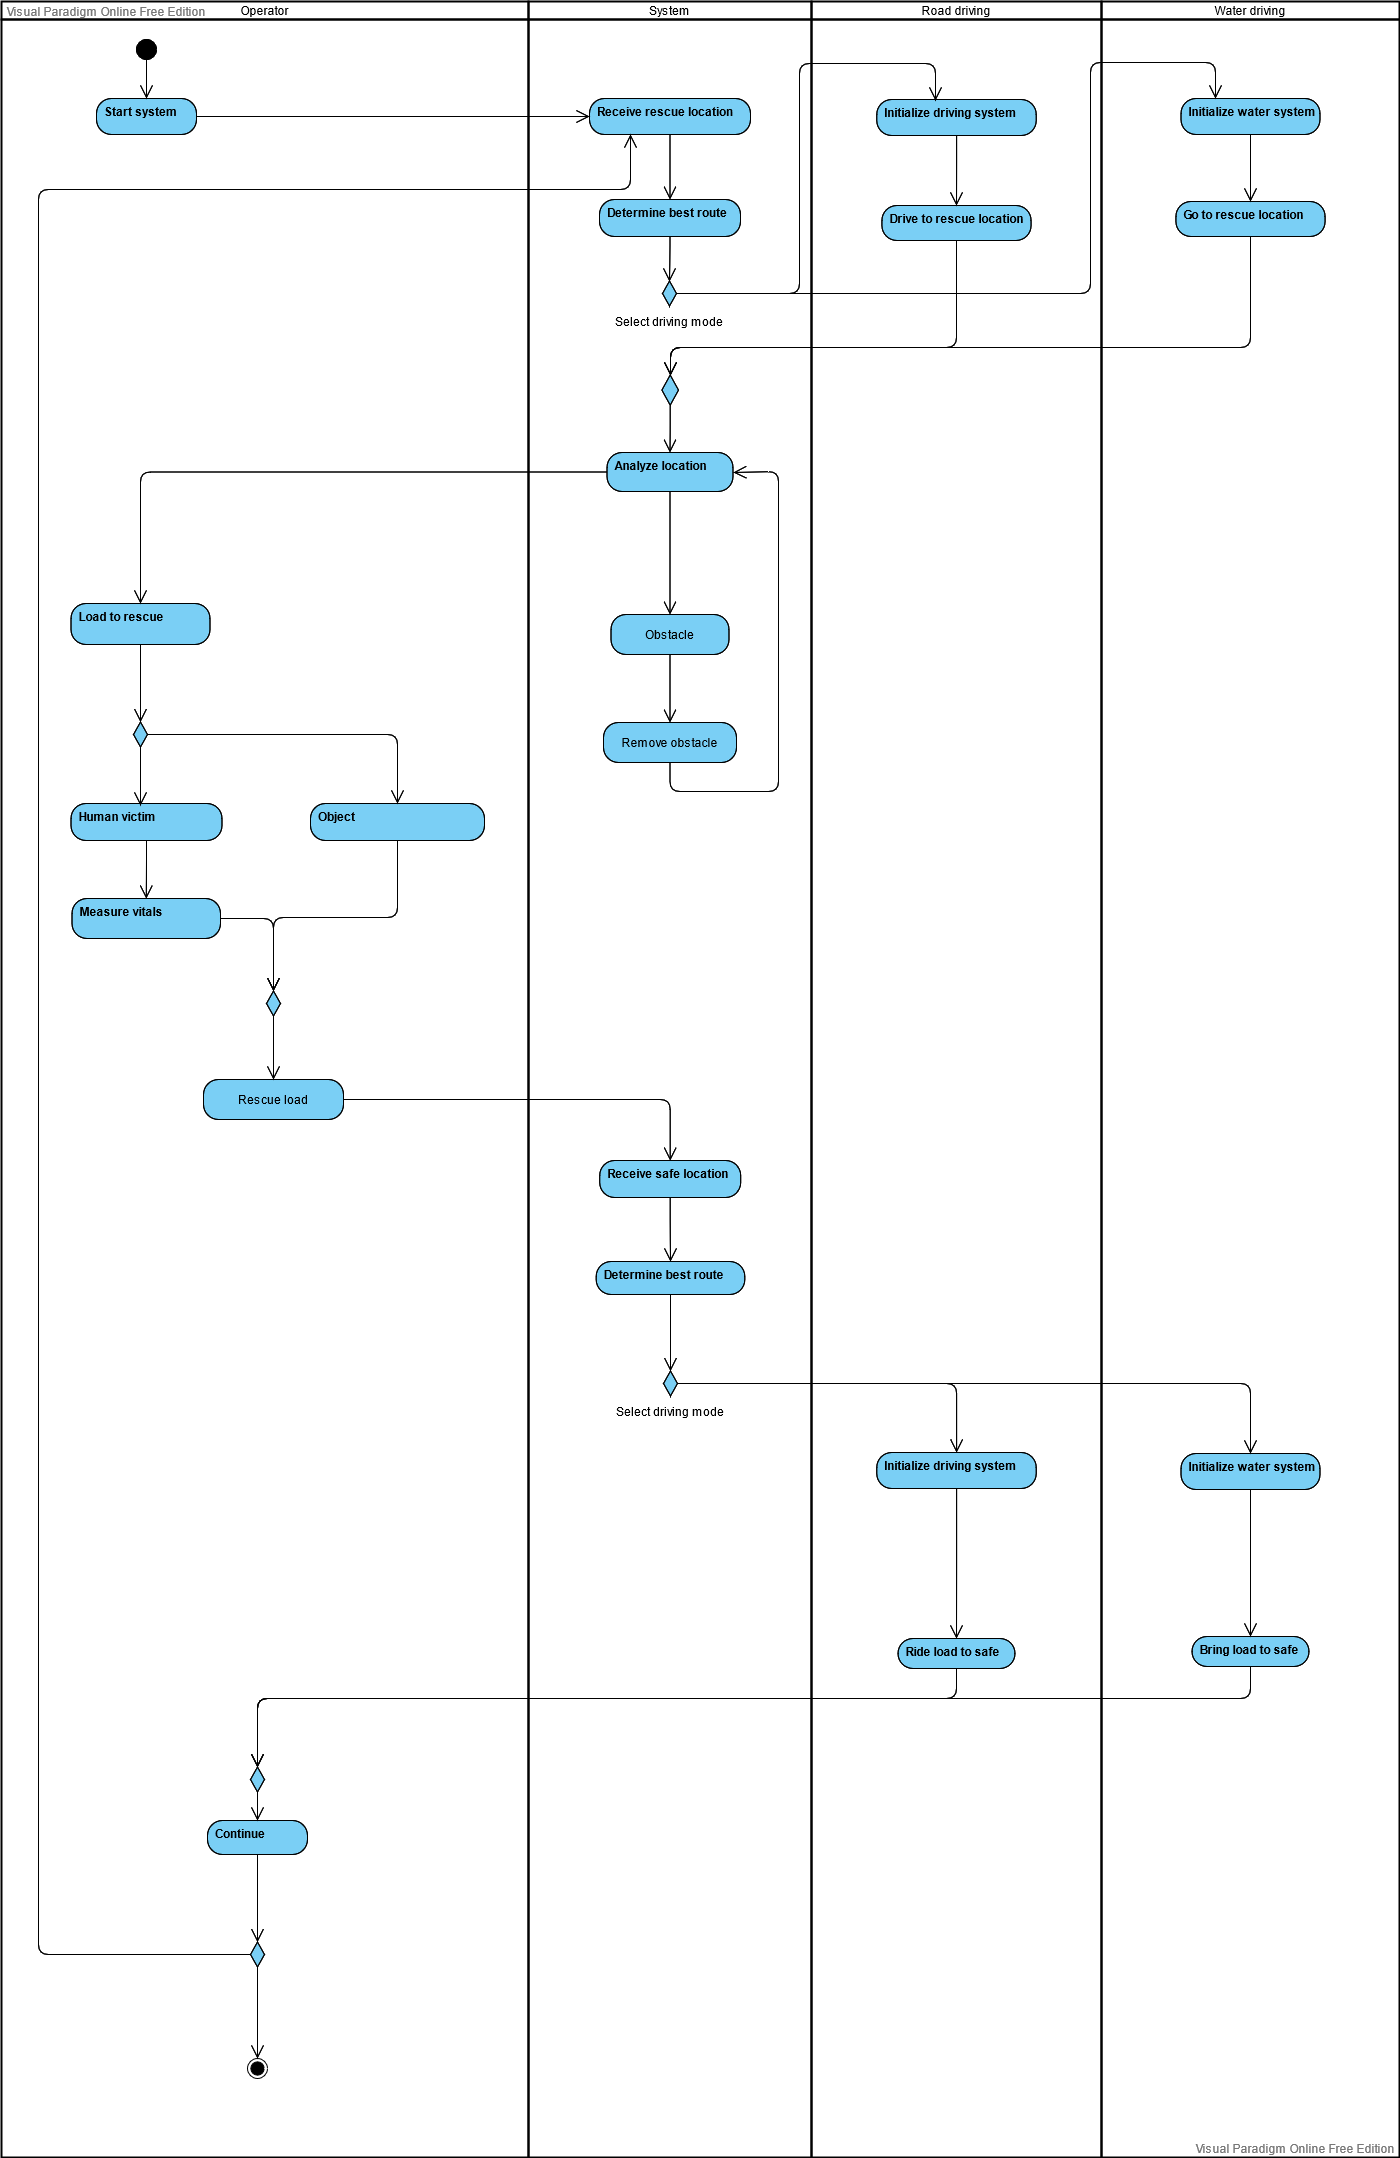 Visual Paradigm Online Free Edition
Operator
System
Road driving
Water driving
Start system
Receive rescue location
Initialize driving system
Initialize water system
Determine best route
Drive to rescue location
Go to rescue location
Select driving mode
Analyze location
Load to rescue
Obstacle
Remove obstacle
Human victim
Object
Measure vitals
Rescue load
Receive safe location
Determine best route
Select driving mode
Initialize driving system
Initialize water system
Ride load to safe
Bring load to safe
Continue
Visual Paradigm Online Free Edition